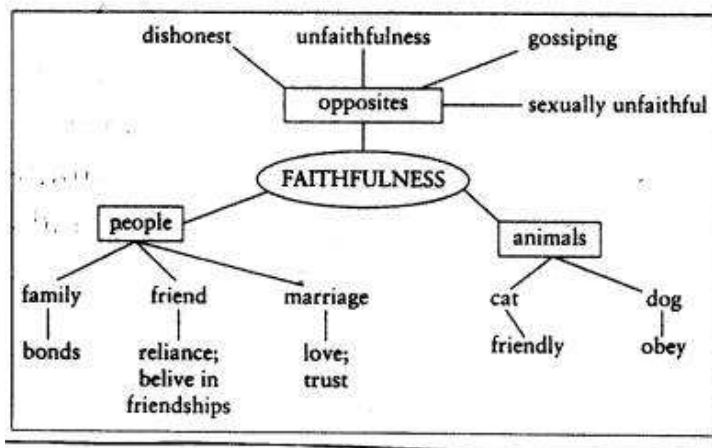 dishonest unfaithfulness gossiping
opposites sexually unfaithful
FAITHFULNESS
people animals
family friend marriage cat dog
bonds reliance; love; friendly obey
belive in trust
friendships